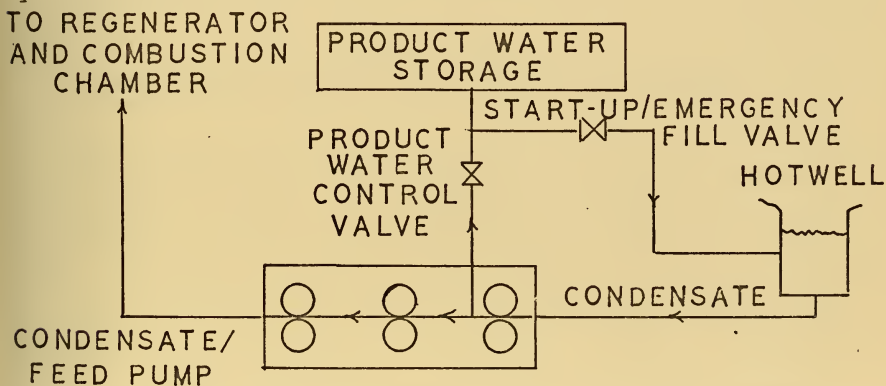 TO REGENERATOR
AND COMBUSTION
CHAMBER
PRODUCT WATER
STORAGE
START-UP/EMERGENCY
FILL VALVE
PRODUCT
WATER
CONTROL
VALVE
HOTWELL
CONDENSATE
CONDENSATE/
FEED PUMP